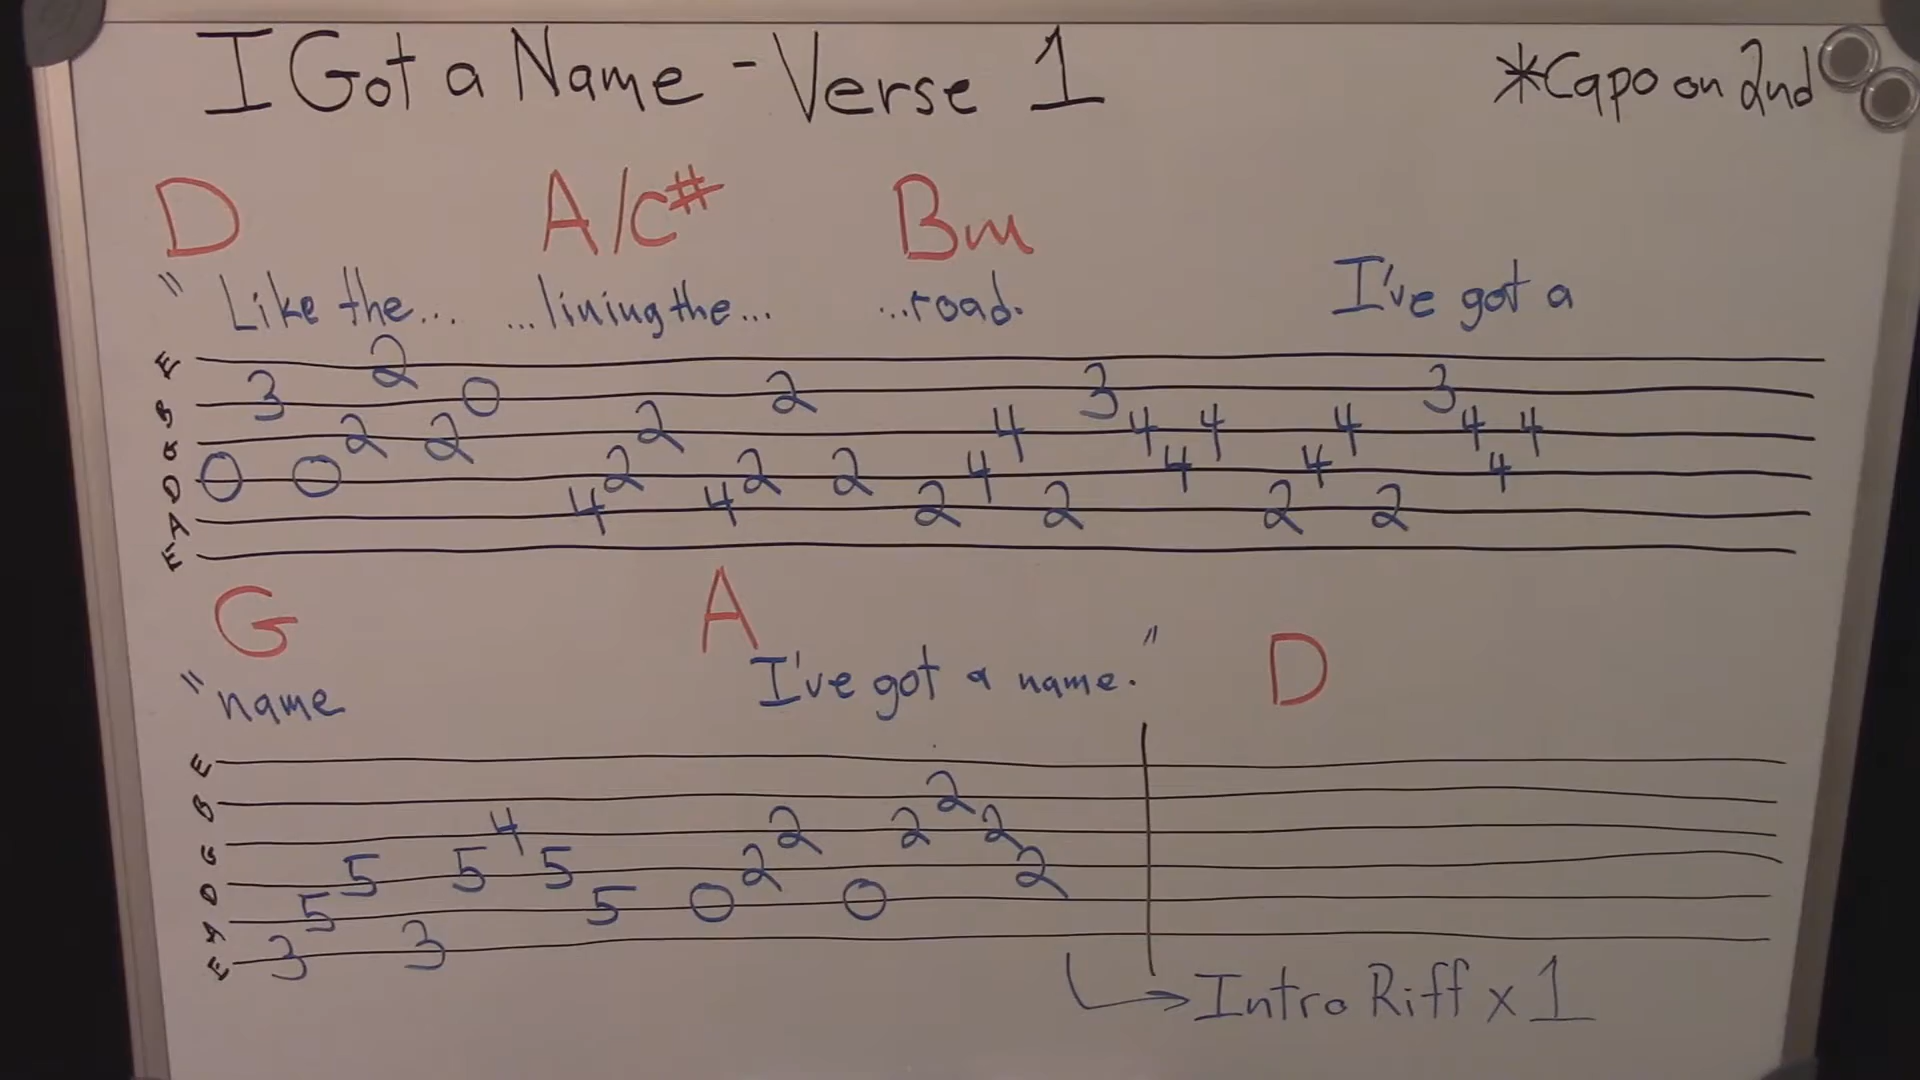 I Got a Name - Verse 1
*Capo on 2nd
D A/C# Bm
"Like the... ...lining the... ...road. I've got a
E 2
B 3 0 2 3 3
G 2 2 2 4 4 4 4 4 4
D 0 0 2 2 2 4 4 4 4
A 4 4 2 2 2 2
E
G A D
"name I've got a name."
E
B 2
G 4 2 2 2
D 5 5 5 2 2
A 5 5 0 0
E 3 3
Intro Riff x 1